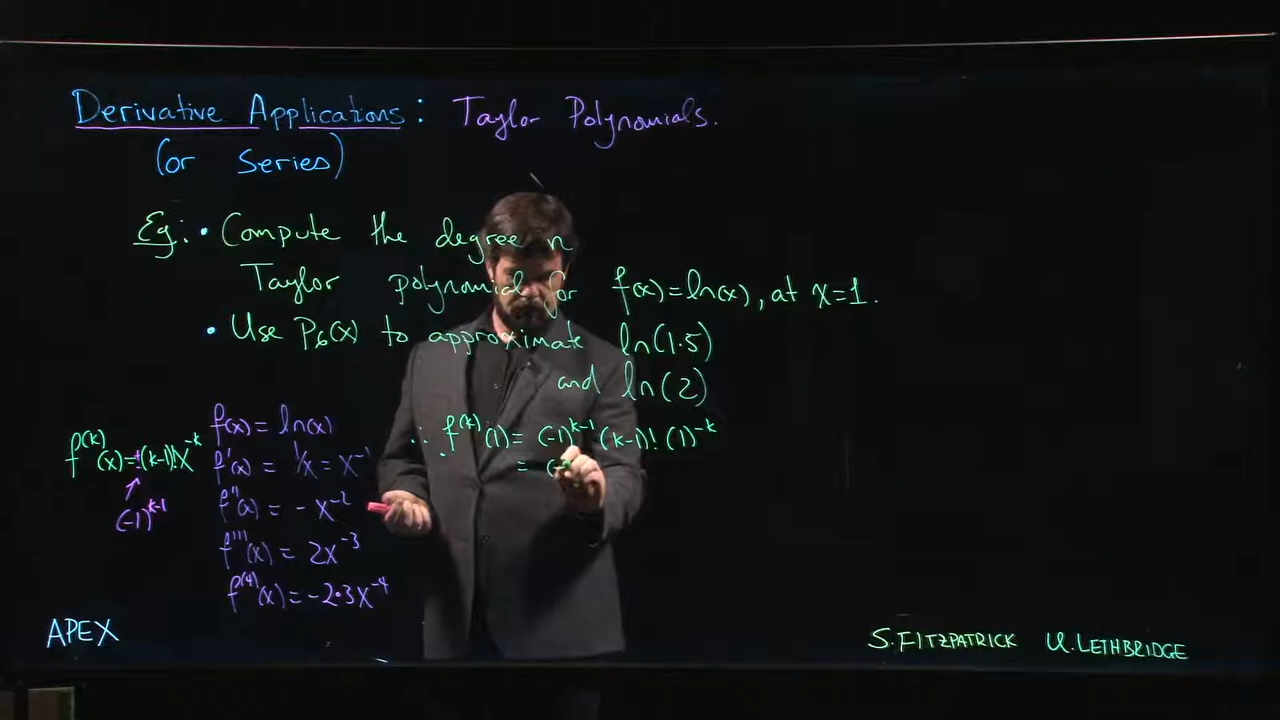 Derivative Applications: Taylor Polynomials.
(or Series)
Eg: • Compute the degree n
Taylor polynomial for f(x)=ln(x), at x=1.
• Use P₆(x) to approximate ln(1.5)
and ln(2)
f⁽ᵏ⁾(x)=±(k-1)!x⁻ᵏ
(-1)ᵏ⁻¹
f(x) = ln(x)
f'(x) = 1/x = x⁻¹
f''(x) = -x⁻²
f'''(x) = 2x⁻³
f⁽⁴⁾(x) = -2·3x⁻⁴
∴ f⁽ᵏ⁾(1) = (-1)ᵏ⁻¹ (k-1)! (1)⁻ᵏ
= (-
APEX
S. FITZPATRICK U. LETHBRIDGE